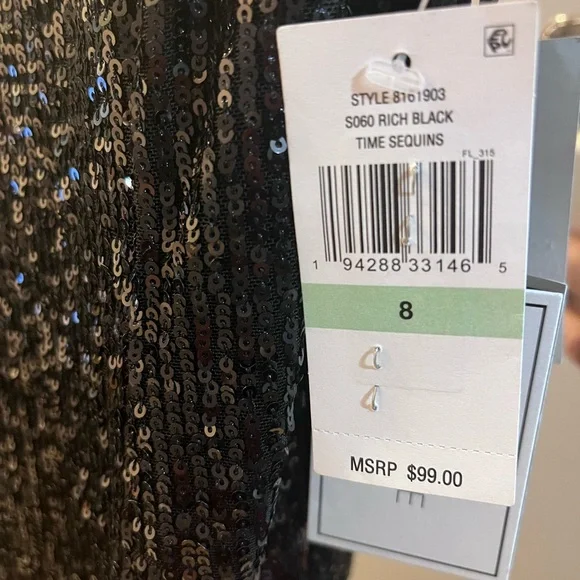 STYLE 8161903
S060 RICH BLACK
TIME SEQUINS
FL_315
1 94288 33146 5
8
MSRP $99.00